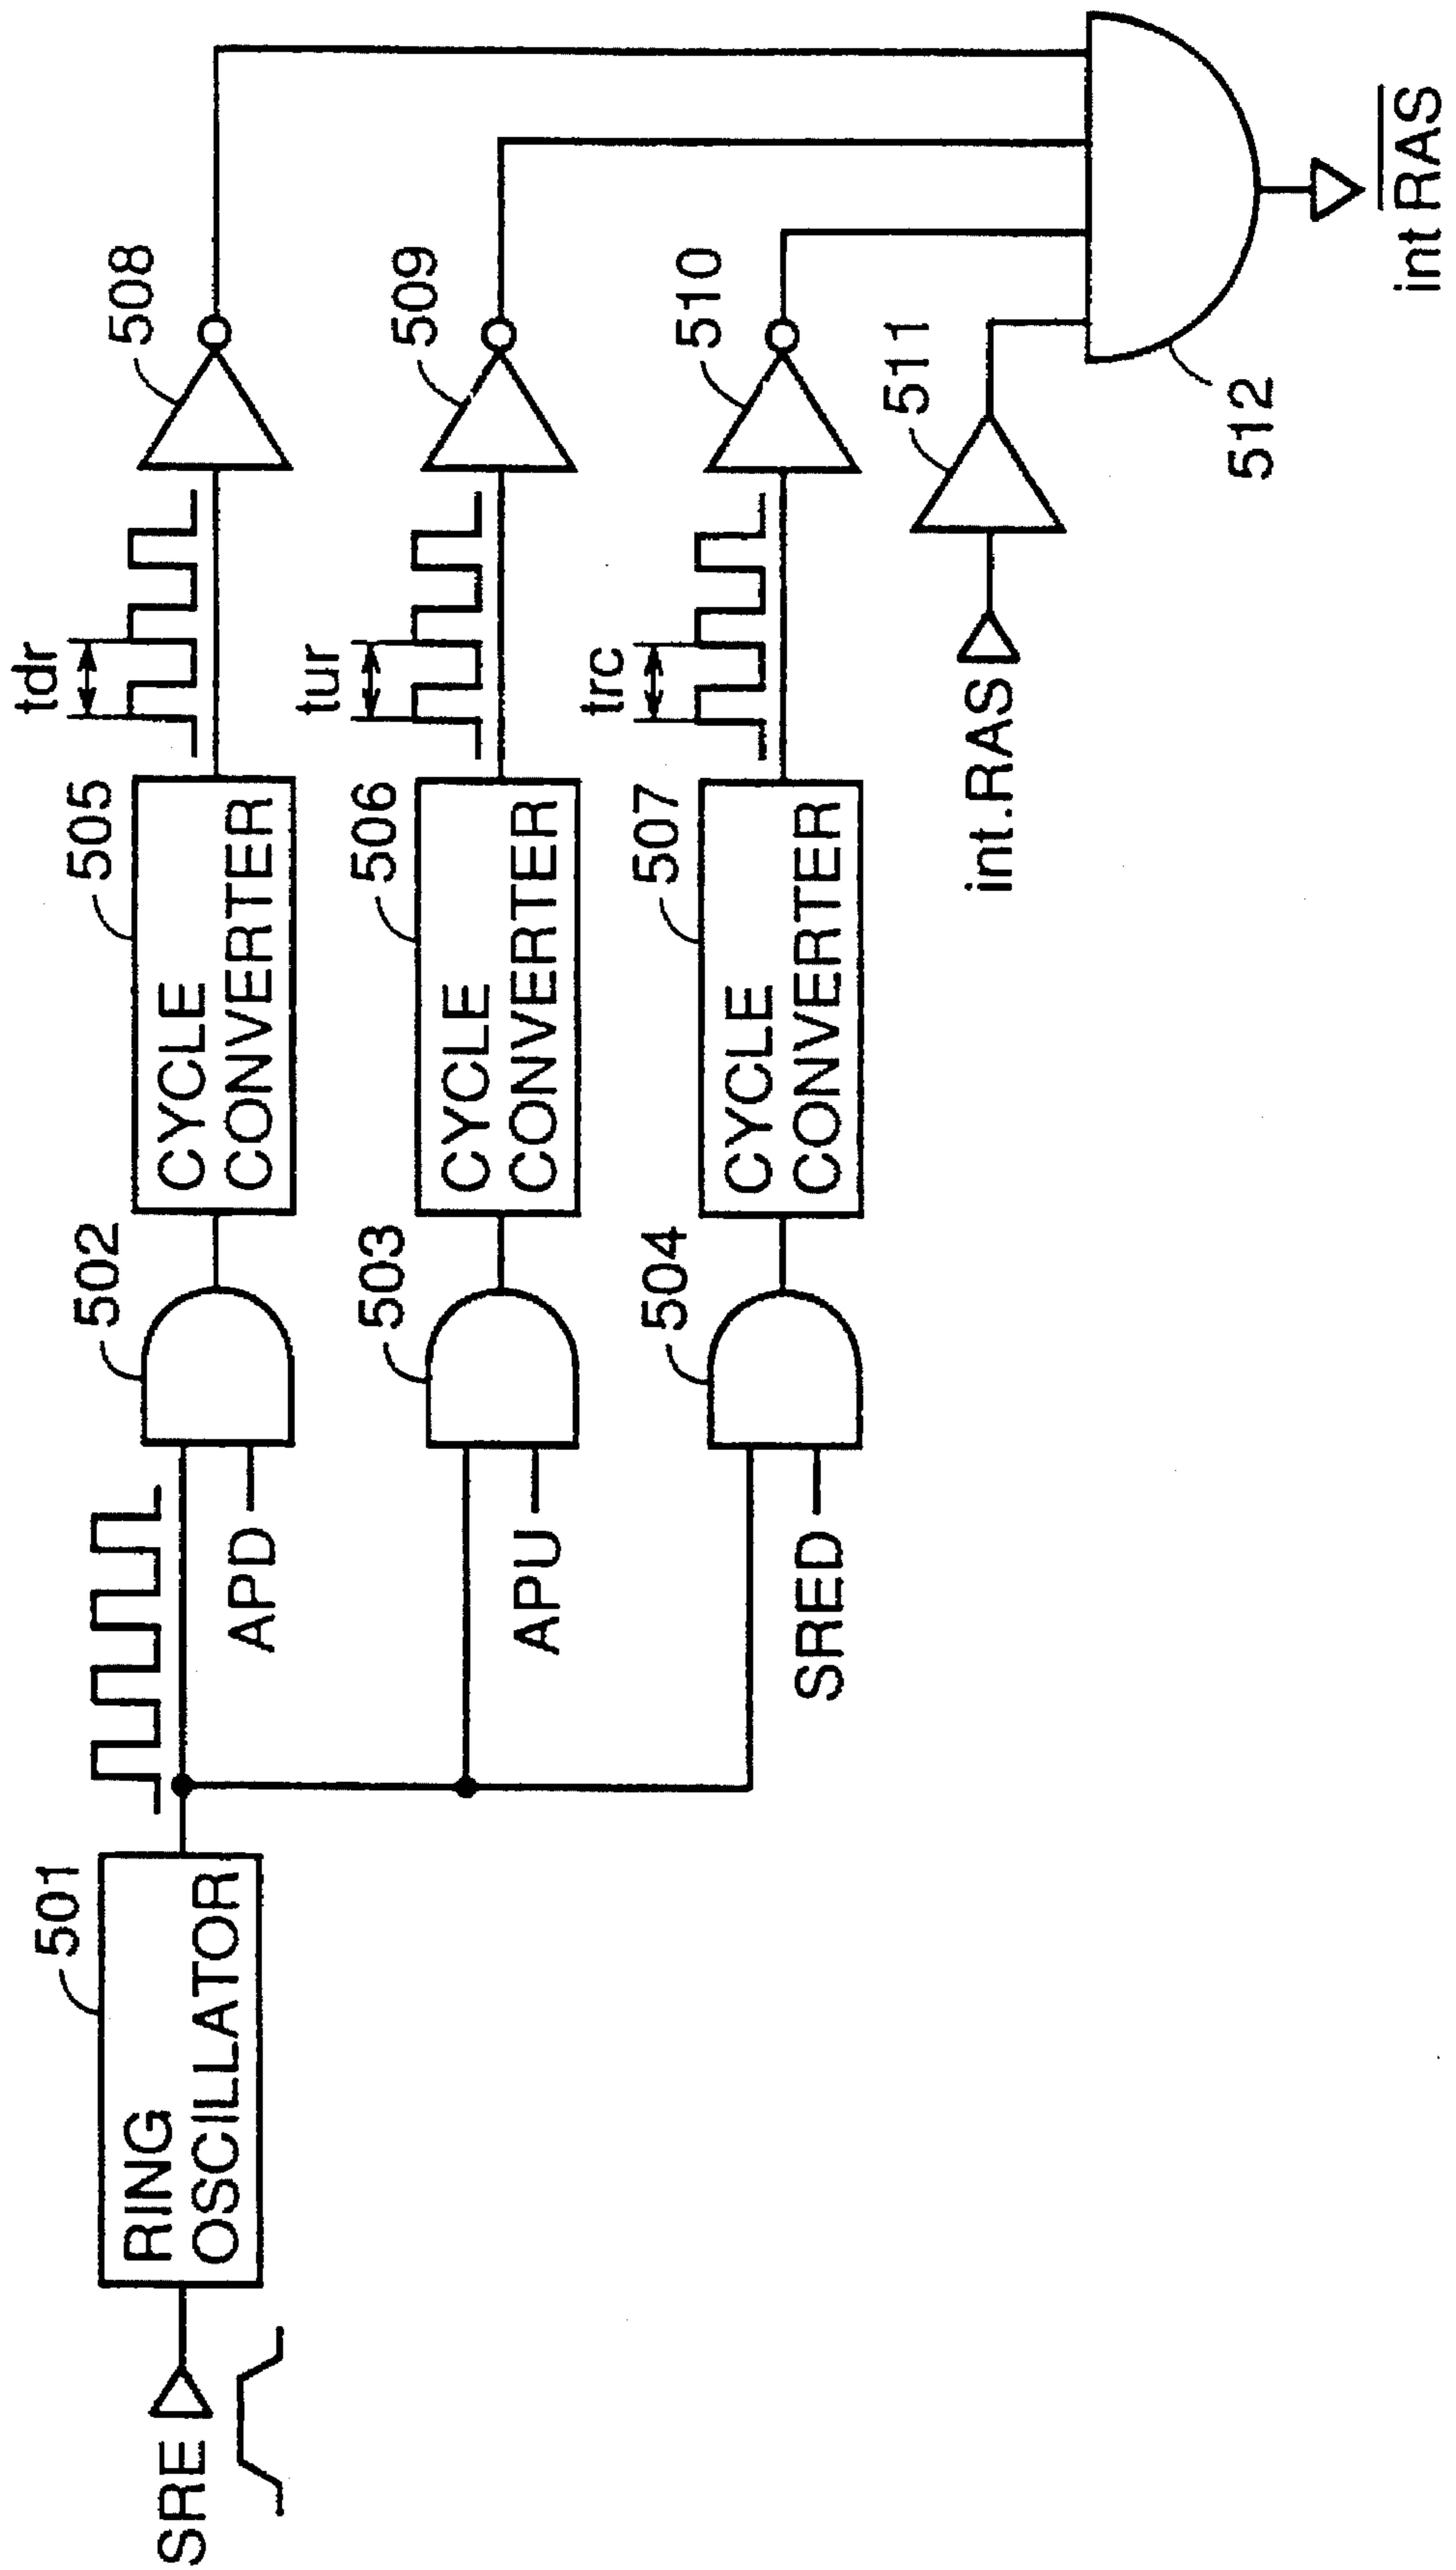 SRE
501
RING
OSCILLATOR
502
APD
505
CYCLE
CONVERTER
tdr
508
503
APU
506
CYCLE
CONVERTER
tur
509
504
SRED
507
CYCLE
CONVERTER
trc
510
int.RAS
511
512
int RAS